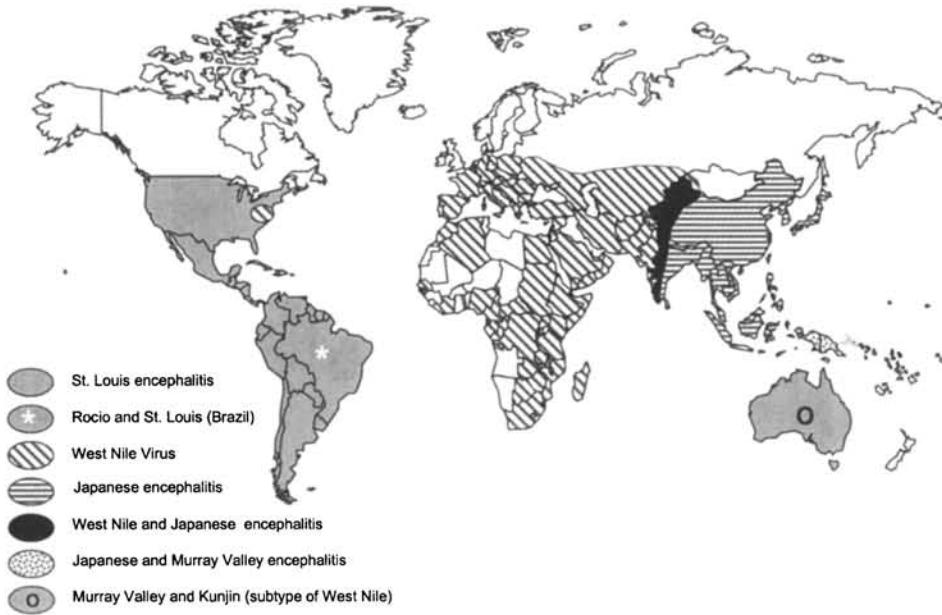 St. Louis encephalitis
* Rocio and St. Louis (Brazil)
West Nile Virus
Japanese encephalitis
West Nile and Japanese encephalitis
Japanese and Murray Valley encephalitis
O Murray Valley and Kunjin (subtype of West Nile)
*
O